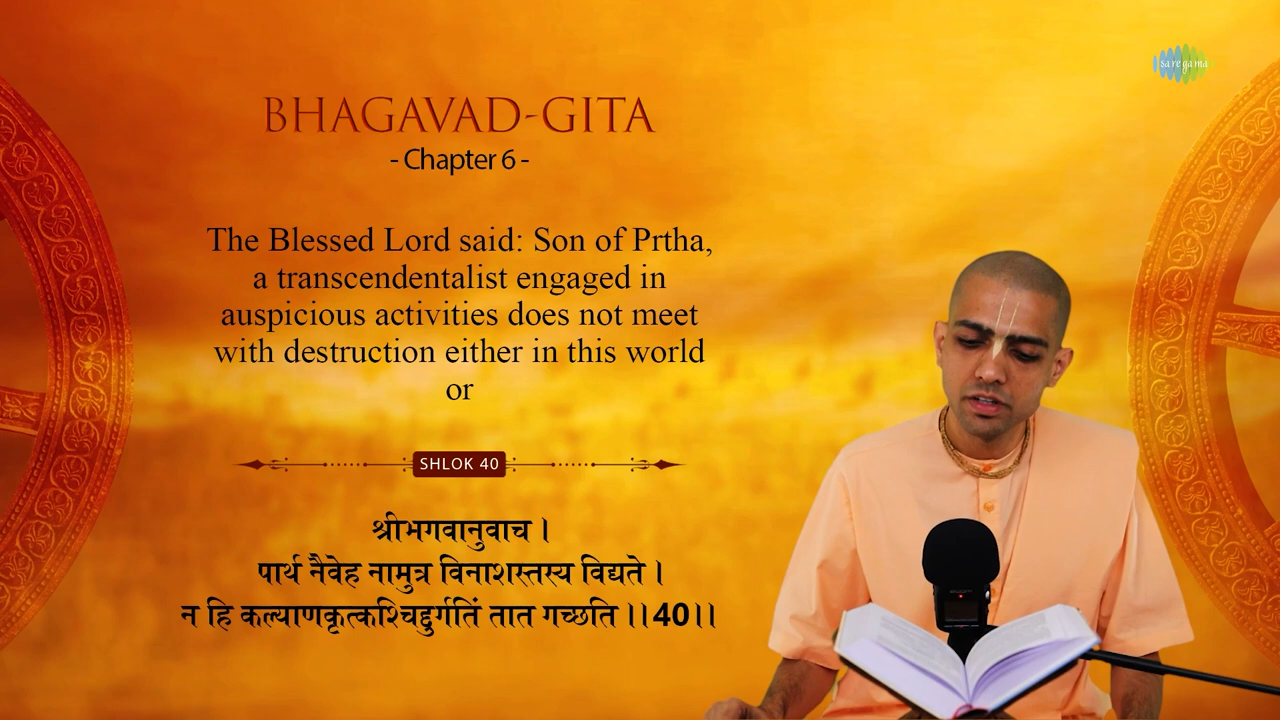 saregama
BHAGAVAD-GITA
- Chapter 6 -
The Blessed Lord said: Son of Prtha,
a transcendentalist engaged in
auspicious activities does not meet
with destruction either in this world
or
SHLOK 40
श्रीभगवानुवाच ।
पार्थ नैवेह नामुत्र विनाशस्तस्य विद्यते ।
न हि कल्याणकृत्कश्चिद्दुर्गतिं तात गच्छति ।।40।।